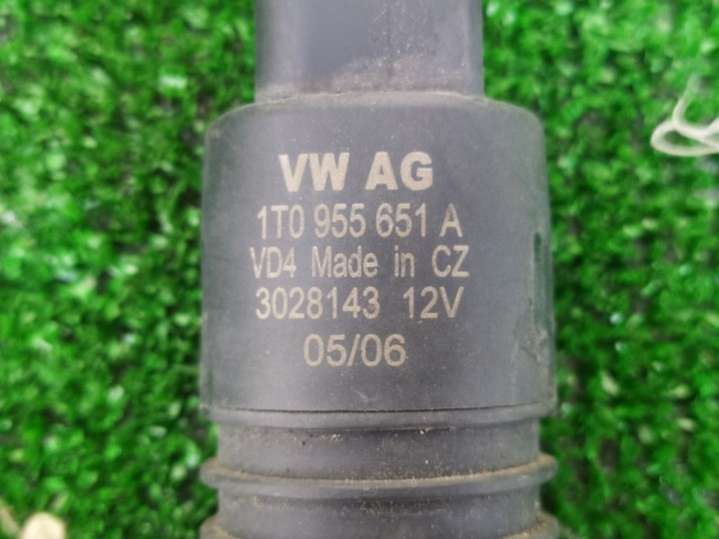 VW AG
1T0 955 651 A
VD4 Made in CZ
3028143 12V
05/06